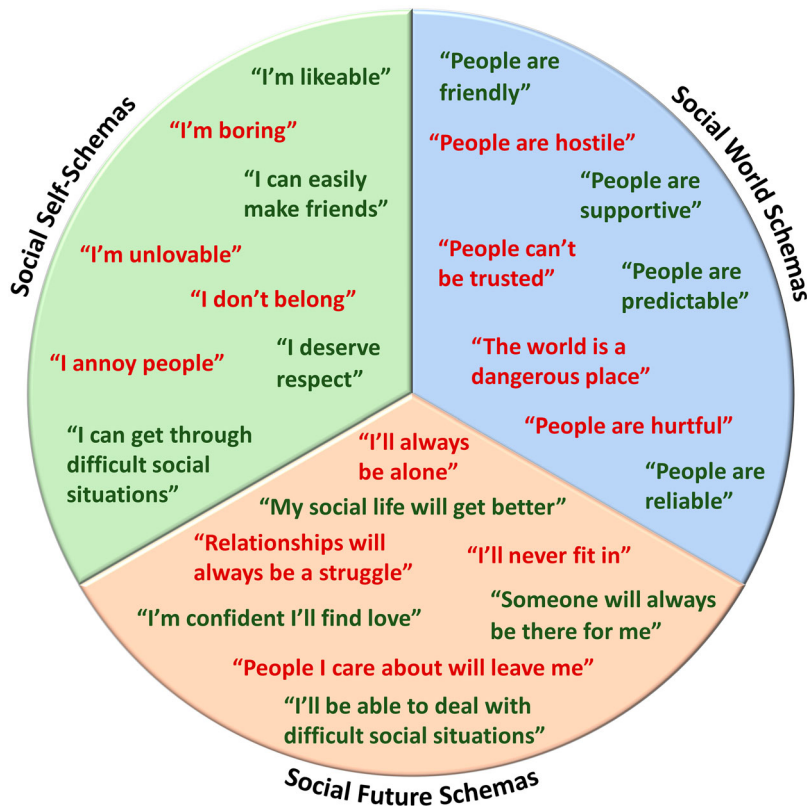 Social Self-Schemas
“I’m likeable”
“I’m boring”
“I can easily
make friends”
“I’m unlovable”
“I don’t belong”
“I annoy people”
“I deserve
respect”
“I can get through
difficult social
situations”
Social World Schemas
“People are
friendly”
“People are hostile”
“People are
supportive”
“People can’t
be trusted”
“People are
predictable”
“The world is a
dangerous place”
“People are hurtful”
“People are
reliable”
“I’ll always
be alone”
“My social life will get better”
“Relationships will
always be a struggle”
“I’ll never fit in”
“I’m confident I’ll find love”
“Someone will always
be there for me”
“People I care about will leave me”
“I’ll be able to deal with
difficult social situations”
Social Future Schemas